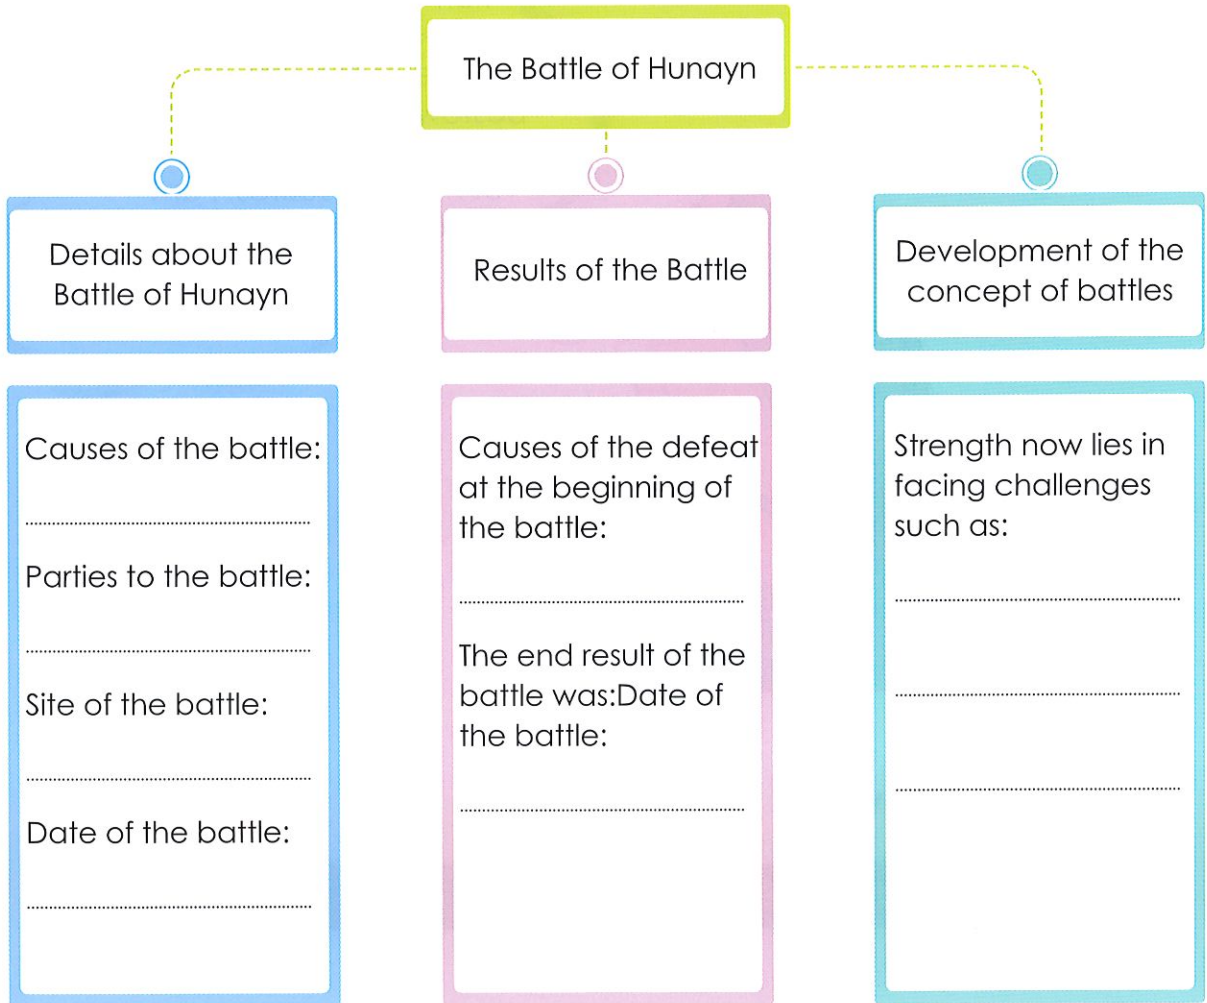 The Battle of Hunayn
Details about the
Battle of Hunayn
Causes of the battle:
Parties to the battle:
Site of the battle:
Date of the battle:
Results of the Battle
Causes of the defeat
at the beginning of
the battle:
The end result of the
battle was:Date of
the battle:
Development of the
concept of battles
Strength now lies in
facing challenges
such as: